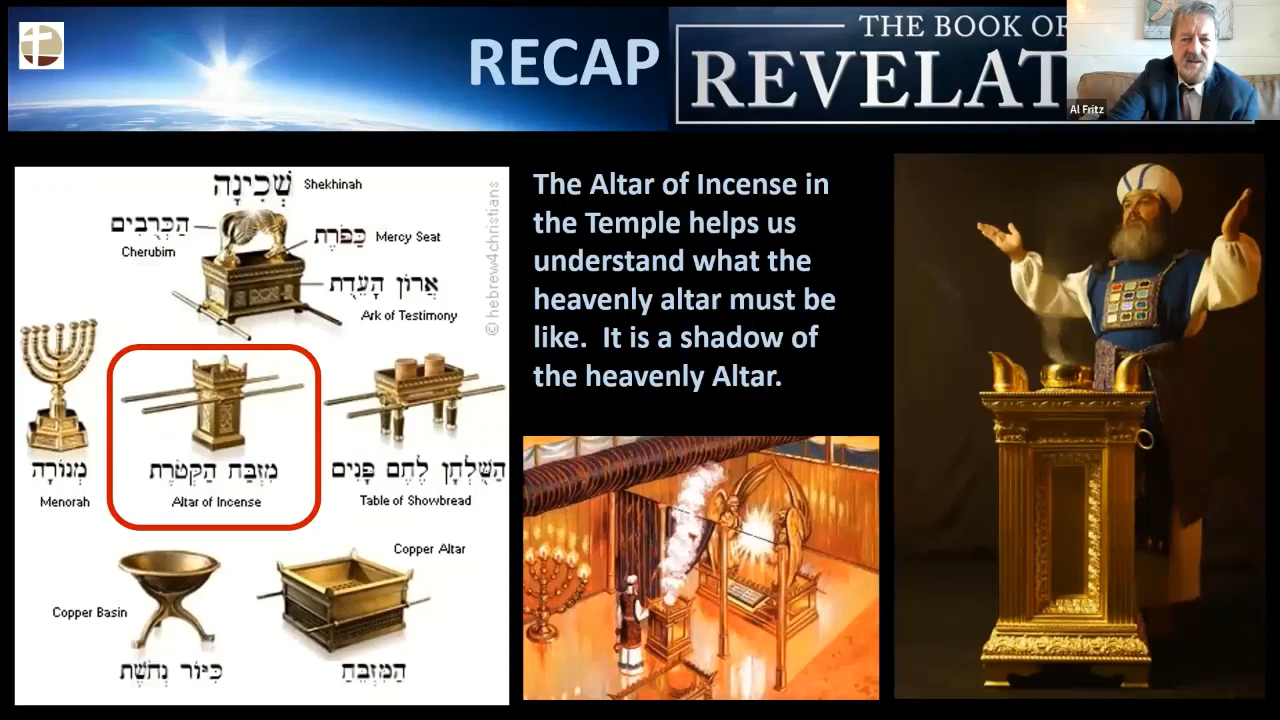 RECAP
THE BOOK OF
REVELAT
Al Fritz
שְׁכִינָה
Shekhinah
הַכְּרֻבִים
Cherubim
כַּפֹּרֶת
Mercy Seat
אֲרוֹן הָעֵדֻת
Ark of Testimony
© hebrew4christians
מְנוֹרָה
Menorah
מִזְבַּח הַקְּטֹרֶת
Altar of Incense
הַשֻּׁלְחָן לֶחֶם פָּנִים
Table of Showbread
Copper Basin
כִּיּוֹר נְחֹשֶׁת
Copper Altar
הַמִּזְבֵּחַ
The Altar of Incense in
the Temple helps us
understand what the
heavenly altar must be
like. It is a shadow of
the heavenly Altar.